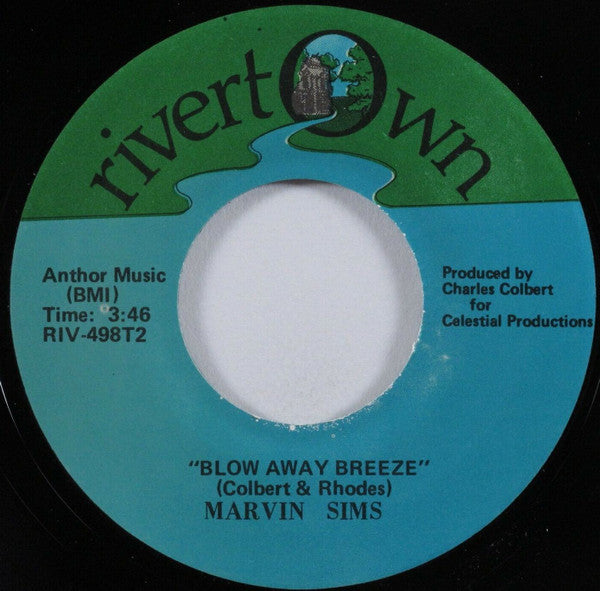 rivertOwn
Anthor Music
(BMI)
Time: 3:46
RIV-498T2
Produced by
Charles Colbert
for
Celestial Productions
"BLOW AWAY BREEZE"
(Colbert & Rhodes)
MARVIN SIMS